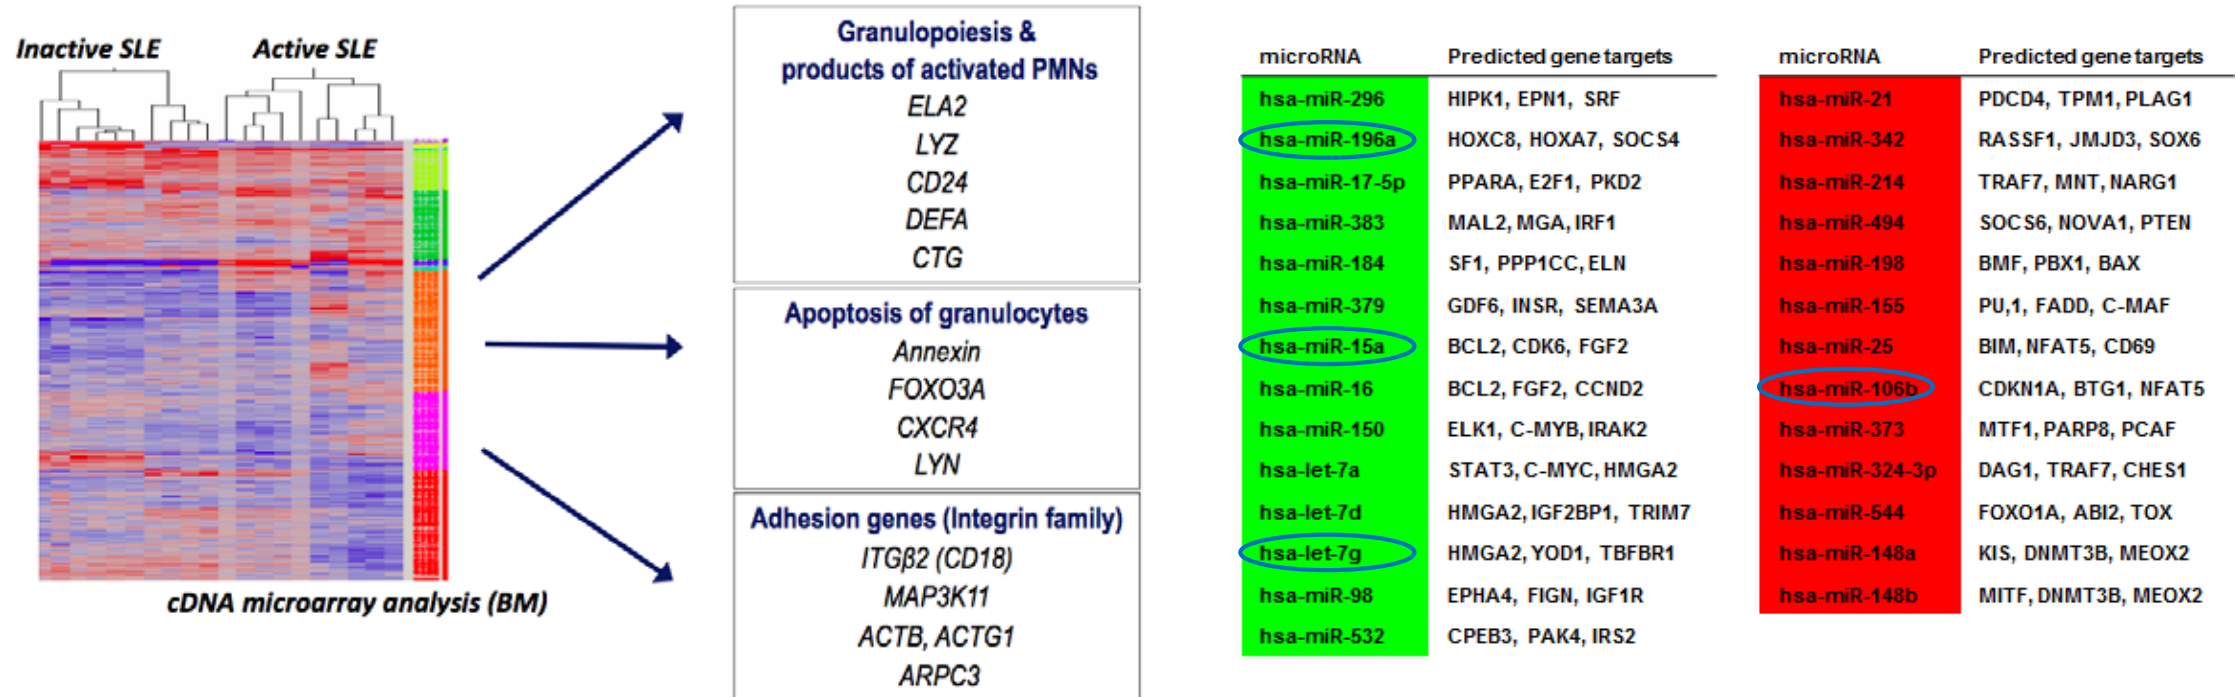 Inactive SLE
Active SLE
cDNA microarray analysis (BM)
Granulopoiesis &
products of activated PMNs
ELA2
LYZ
CD24
DEFA
CTG
Apoptosis of granulocytes
Annexin
FOXO3A
CXCR4
LYN
Adhesion genes (Integrin family)
ITGβ2 (CD18)
MAP3K11
ACTB, ACTG1
ARPC3
microRNA Predicted gene targets
hsa-miR-296 HIPK1, EPN1, SRF
hsa-miR-196a HOXC8, HOXA7, SOCS4
hsa-miR-17-5p PPARA, E2F1, PKD2
hsa-miR-383 MAL2, MGA, IRF1
hsa-miR-184 SF1, PPP1CC, ELN
hsa-miR-379 GDF6, INSR, SEMA3A
hsa-miR-15a BCL2, CDK6, FGF2
hsa-miR-16 BCL2, FGF2, CCND2
hsa-miR-150 ELK1, C-MYB, IRAK2
hsa-let-7a STAT3, C-MYC, HMGA2
hsa-let-7d HMGA2, IGF2BP1, TRIM7
hsa-let-7g HMGA2, YOD1, TBFBR1
hsa-miR-98 EPHA4, FIGN, IGF1R
hsa-miR-532 CPEB3, PAK4, IRS2
microRNA Predicted gene targets
hsa-miR-21 PDCD4, TPM1, PLAG1
hsa-miR-342 RASSF1, JMJD3, SOX6
hsa-miR-214 TRAF7, MNT, NARG1
hsa-miR-494 SOCS6, NOVA1, PTEN
hsa-miR-198 BMF, PBX1, BAX
hsa-miR-155 PU,1, FADD, C-MAF
hsa-miR-25 BIM, NFAT5, CD69
hsa-miR-106b CDKN1A, BTG1, NFAT5
hsa-miR-373 MTF1, PARP8, PCAF
hsa-miR-324-3p DAG1, TRAF7, CHES1
hsa-miR-544 FOXO1A, ABI2, TOX
hsa-miR-148a KIS, DNMT3B, MEOX2
hsa-miR-148b MITF, DNMT3B, MEOX2